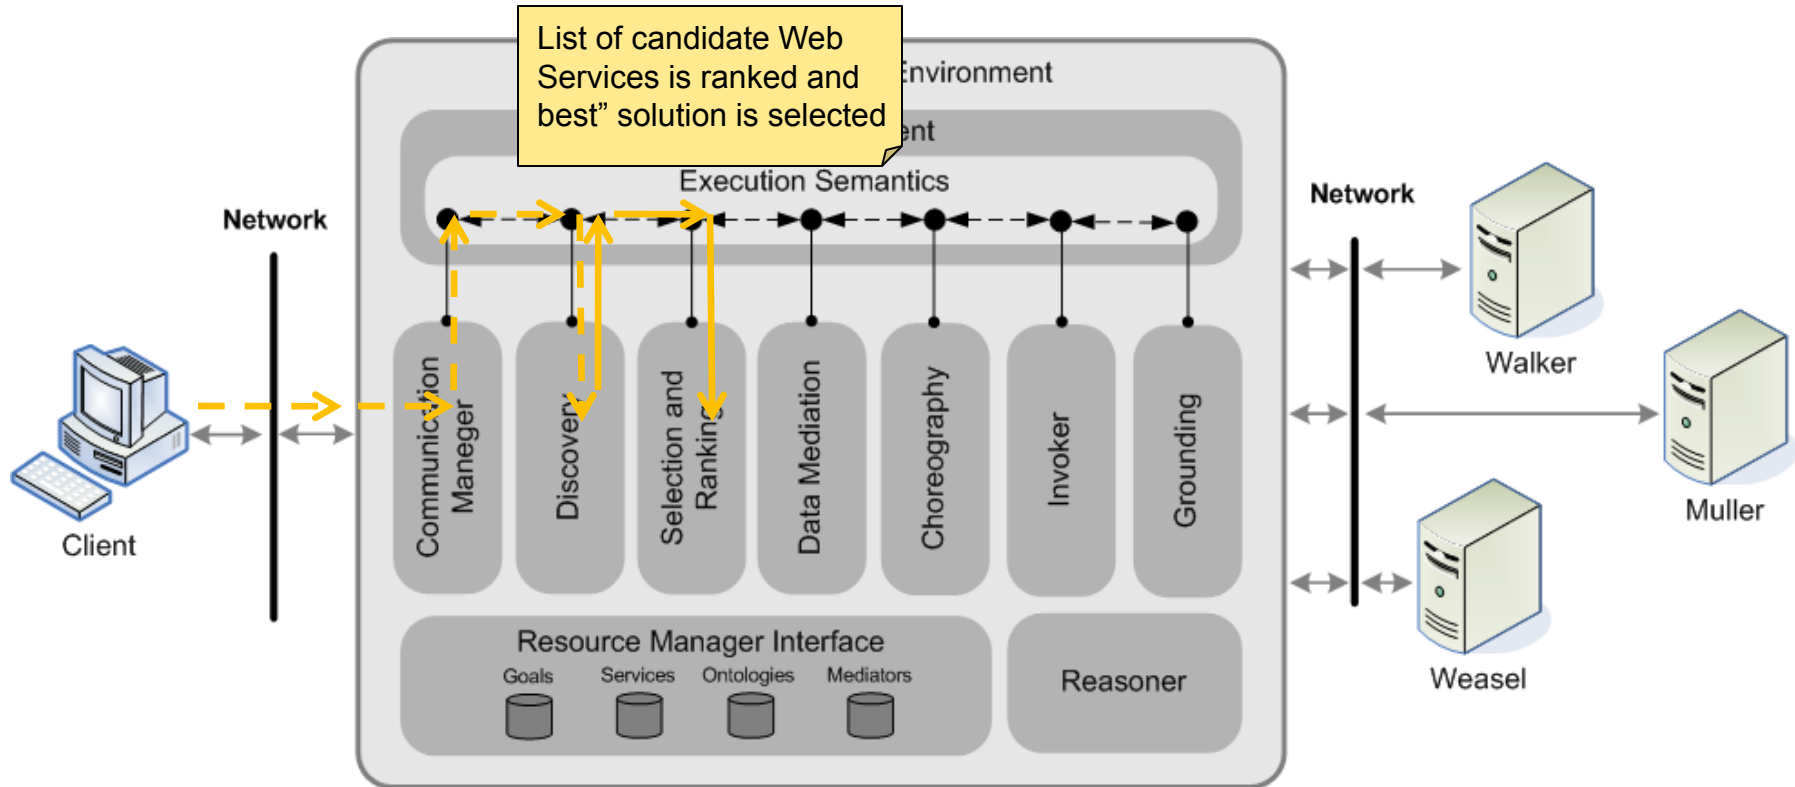 List of candidate Web
Services is ranked and
best” solution is selected
Environment
Execution Semantics
Network
Network
Communication
Maneger
Discovery
Selection and
Ranking
Data Mediation
Choreography
Invoker
Grounding
Client
Walker
Muller
Weasel
Resource Manager Interface
Goals
Services
Ontologies
Mediators
Reasoner